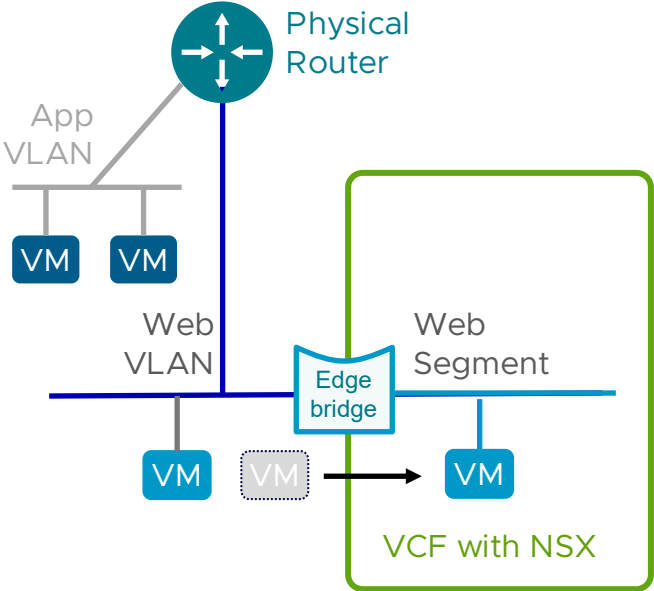 Physical
Router
App
VLAN
VM
VM
Web
VLAN
Edge
bridge
Web
Segment
VM
VM
VM
VCF with NSX